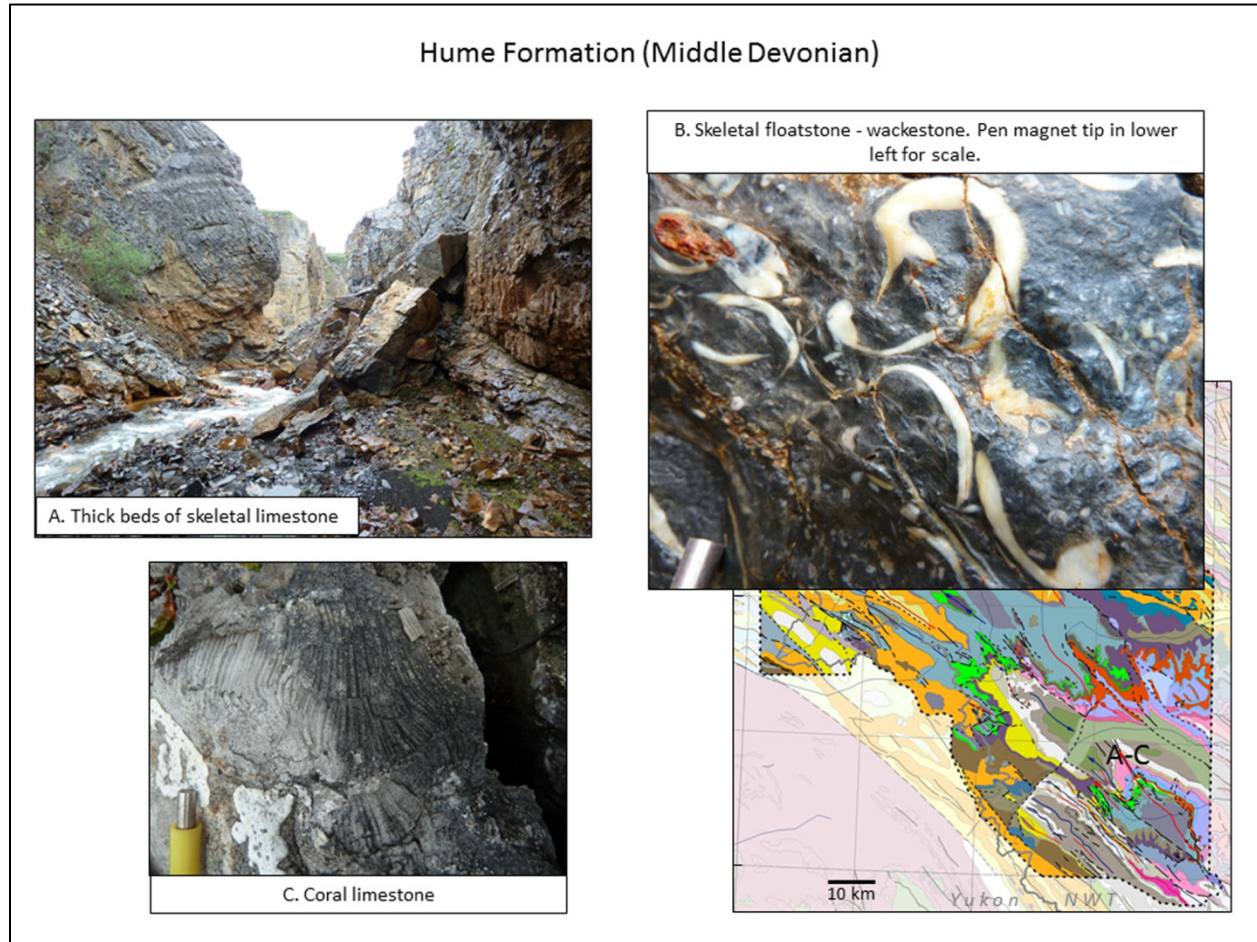 Hume Formation (Middle Devonian)
A. Thick beds of skeletal limestone
B. Skeletal floatstone - wackestone. Pen magnet tip in lower
left for scale.
C. Coral limestone
A-C
10 km
Yukon NWT